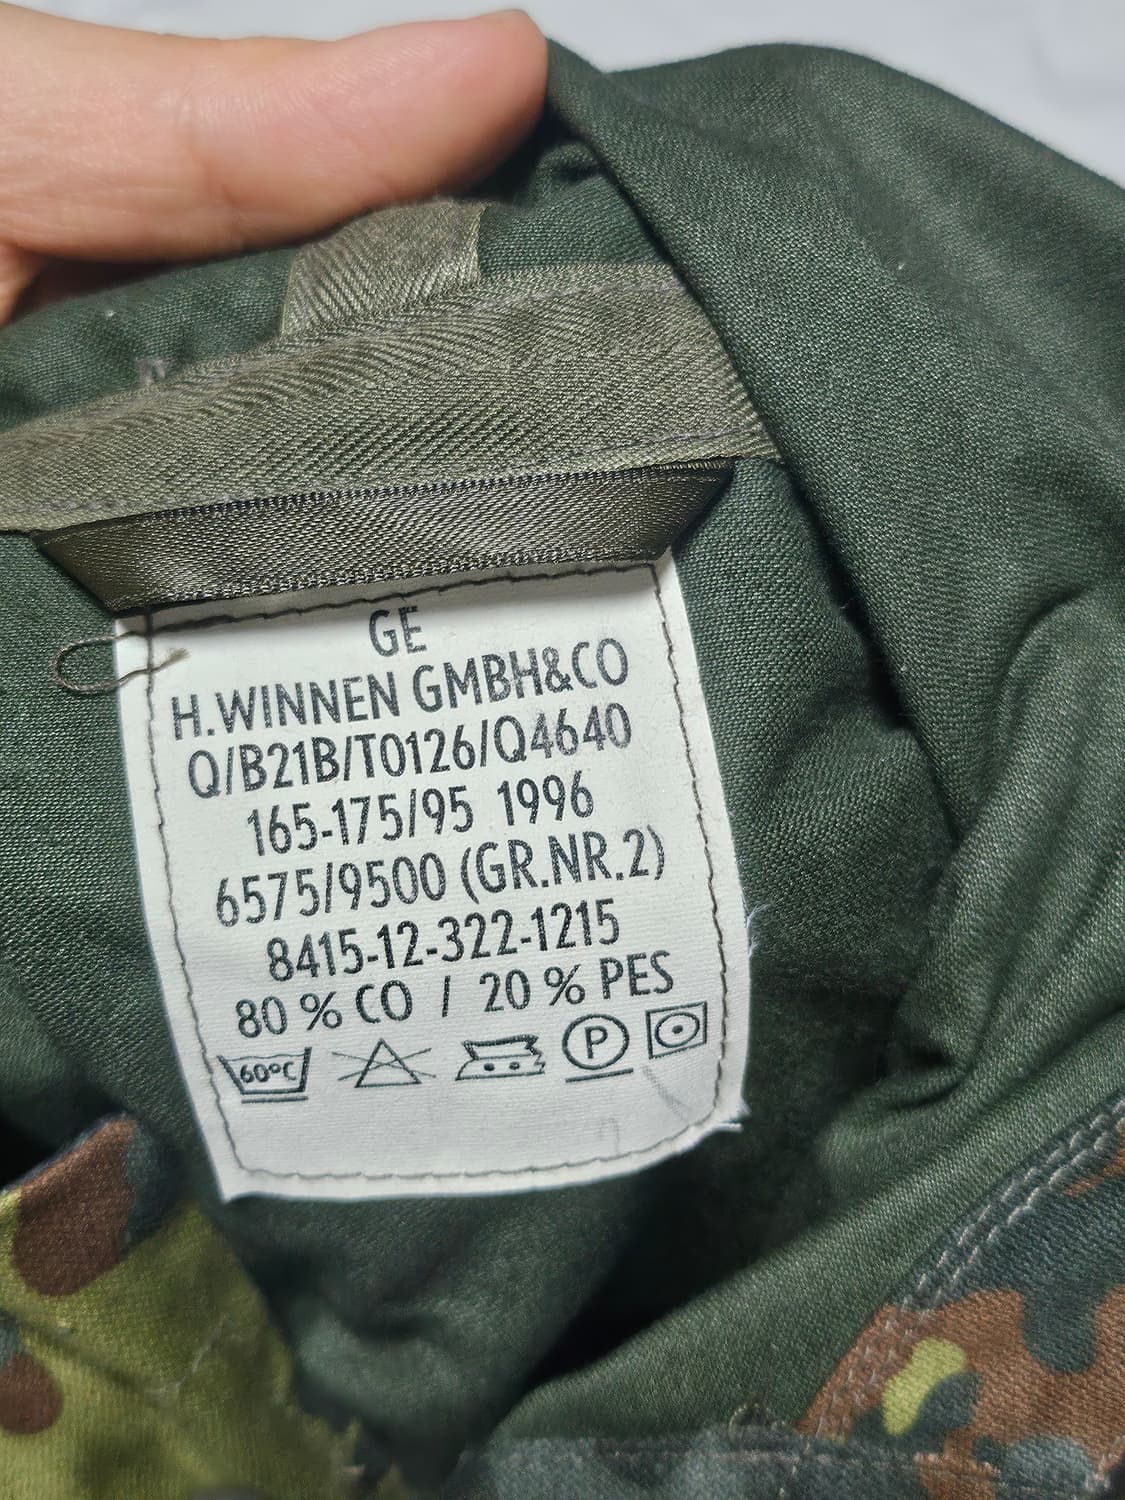 GE
H.WINNEN GMBH&CO
Q/B21B/T0126/Q4640
165-175/95 1996
6575/9500 (GR.NR.2)
8415-12-322-1215
80 % CO / 20 % PES
60°C P